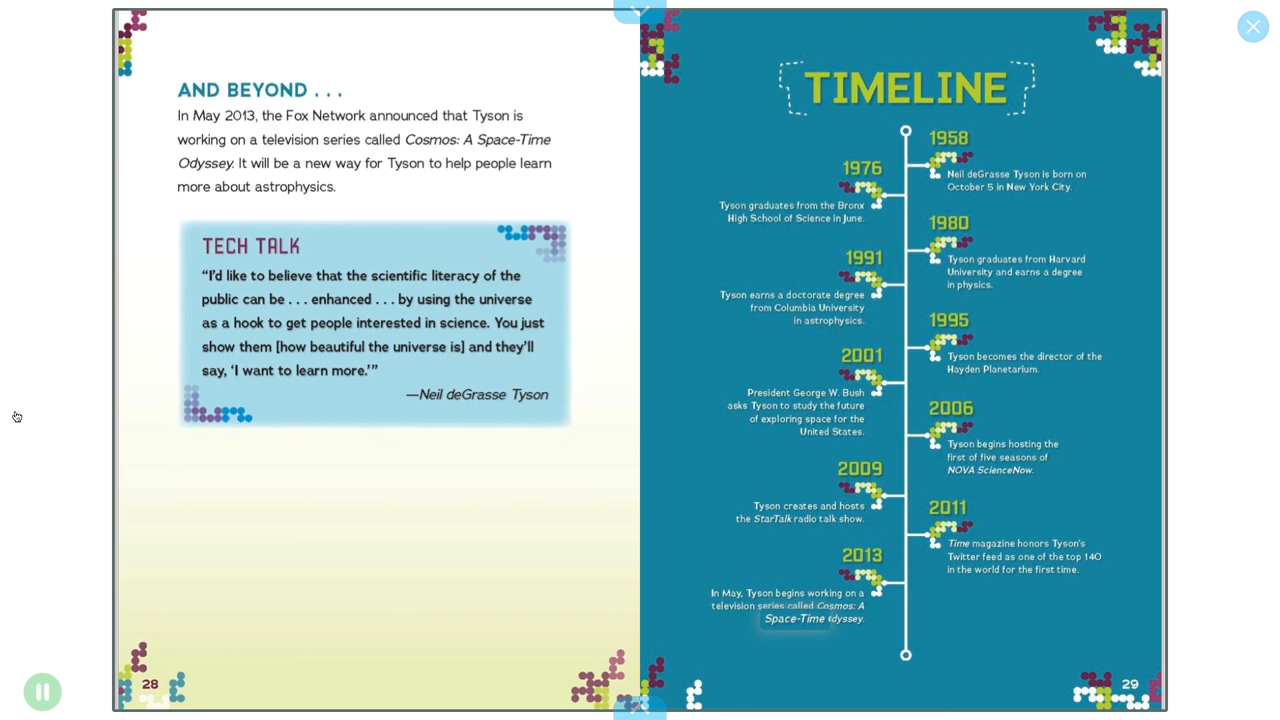 AND BEYOND . . .
In May 2013, the Fox Network announced that Tyson is
working on a television series called Cosmos: A Space-Time
Odyssey. It will be a new way for Tyson to help people learn
more about astrophysics.
TECH TALK
“I’d like to believe that the scientific literacy of the
public can be . . . enhanced . . . by using the universe
as a hook to get people interested in science. You just
show them [how beautiful the universe is] and they’ll
say, ‘I want to learn more.’”
—Neil deGrasse Tyson
28
TIMELINE
1958
Neil deGrasse Tyson is born on
October 5 in New York City.
1976
Tyson graduates from the Bronx
High School of Science in June.
1980
Tyson graduates from Harvard
University and earns a degree
in physics.
1991
Tyson earns a doctorate degree
from Columbia University
in astrophysics.
1995
Tyson becomes the director of the
Hayden Planetarium.
2001
President George W. Bush
asks Tyson to study the future
of exploring space for the
United States.
2006
Tyson begins hosting the
first of five seasons of
NOVA ScienceNow.
2009
Tyson creates and hosts
the StarTalk radio talk show.
2011
Time magazine honors Tyson’s
Twitter feed as one of the top 140
in the world for the first time.
2013
In May, Tyson begins working on a
television series called Cosmos: A
Space-Time Odyssey.
29